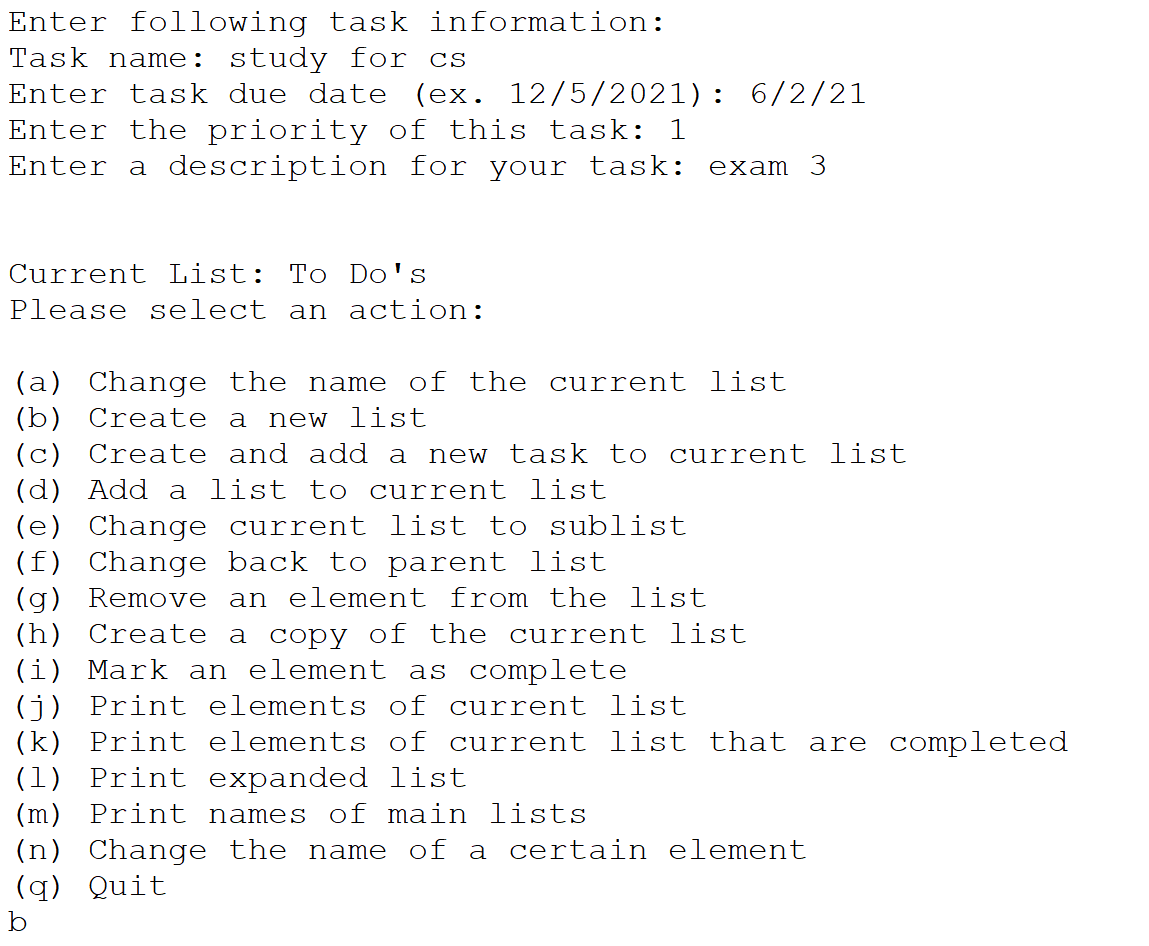 Enter following task information:
Task name: study for cs
Enter task due date (ex. 12/5/2021): 6/2/21
Enter the priority of this task: 1
Enter a description for your task: exam 3
Current List: To Do's
Please select an action:
(a) Change the name of the current list
(b) Create a new list
(c) Create and add a new task to current list
(d) Add a list to current list
(e) Change current list to sublist
(f) Change back to parent list
(g) Remove an element from the list
(h) Create a copy of the current list
(i) Mark an element as complete
(j) Print elements of current list
(k) Print elements of current list that are completed
(l) Print expanded list
(m) Print names of main lists
(n) Change the name of a certain element
(q) Quit
b